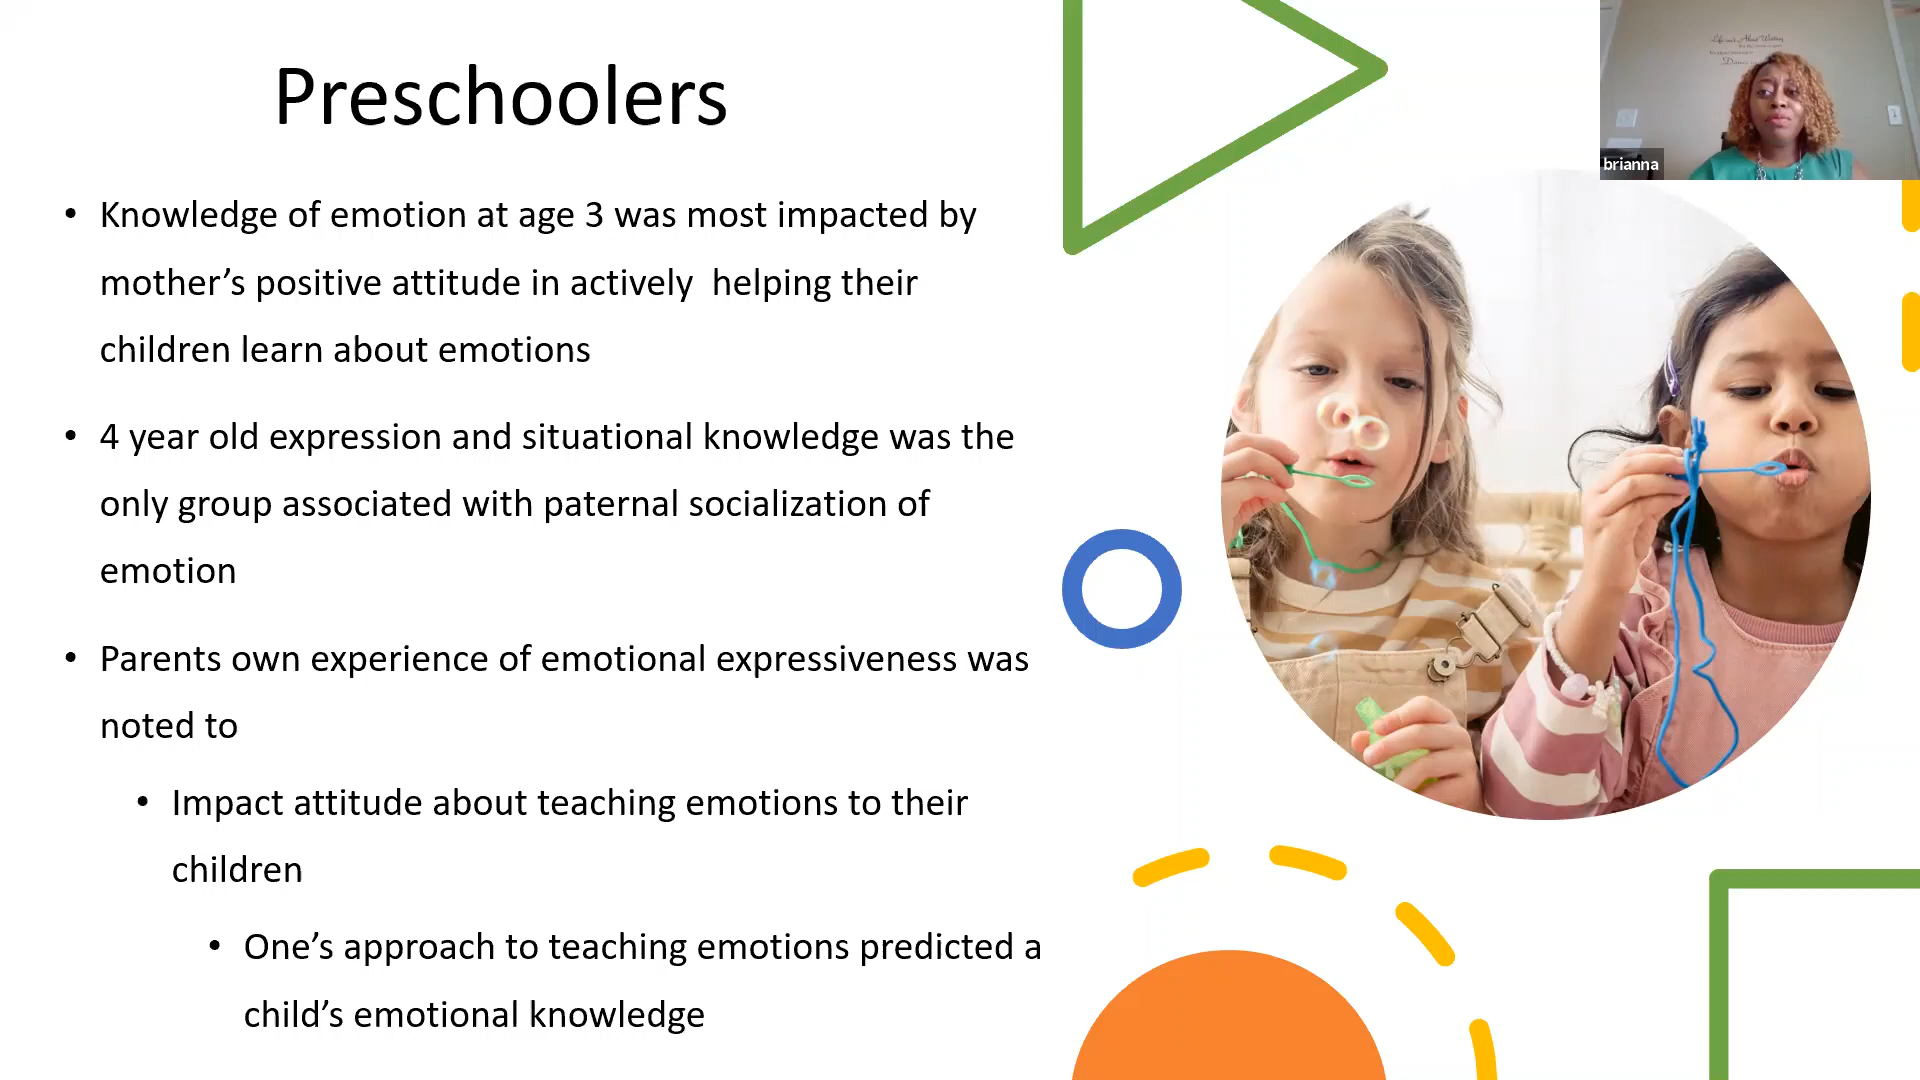 Preschoolers
• Knowledge of emotion at age 3 was most impacted by
mother’s positive attitude in actively  helping their
children learn about emotions
• 4 year old expression and situational knowledge was the
only group associated with paternal socialization of
emotion
• Parents own experience of emotional expressiveness was
noted to
• Impact attitude about teaching emotions to their
children
• One’s approach to teaching emotions predicted a
child’s emotional knowledge
brianna